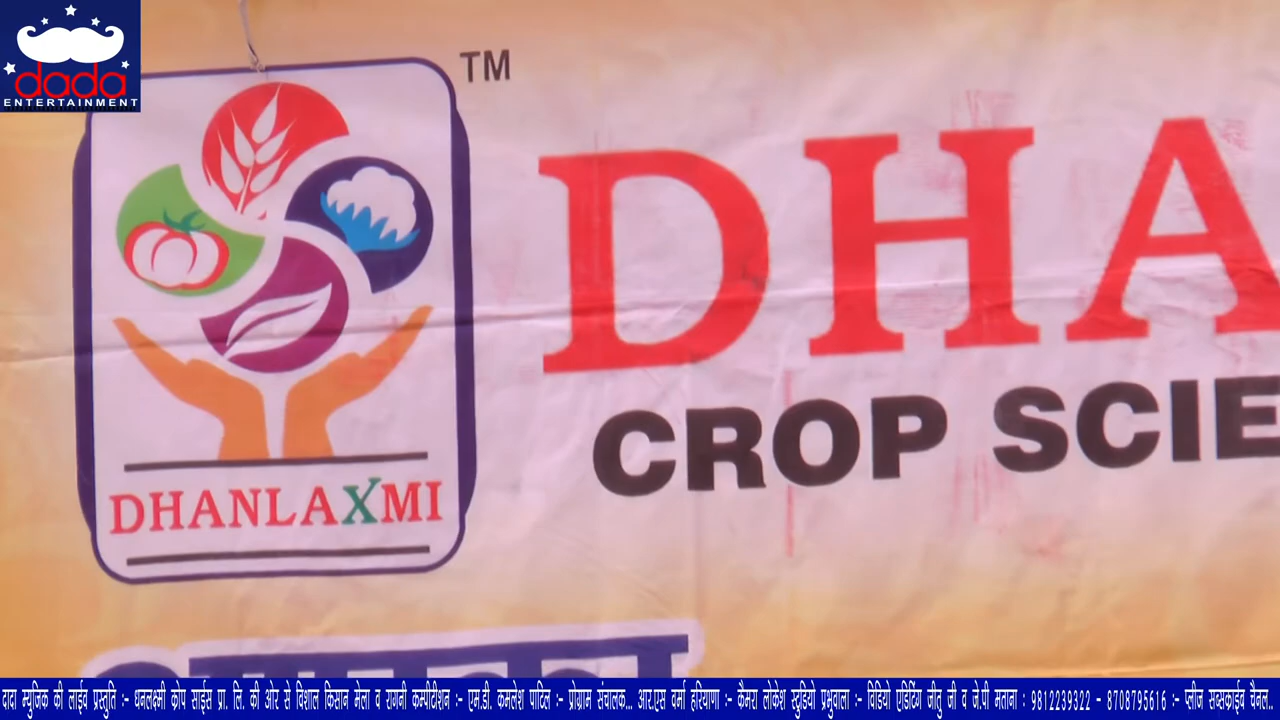 dada
ENTERTAINMENT
TM
DHA
CROP SCIE
DHANLAXMI
दादा म्युजिक की लाईव प्रस्तुति :- धनलक्ष्मी क्रोप साईंस प्रा. लि. की ओर से विशाल किसान मेला व रागनी कम्पीटीशन :- एम.डी. कमलेश पाटिल :- प्रोग्राम संचालक... आर.एस वर्मा हरियाणा :- कैमरा लोकेश स्टुडियो प्रभुवाला :- विडियो एडिटिंग जीतु जी व जे.पी मताना : 9812239322 - 8708795616 :- प्लीज सब्सक्राईब चैनल..